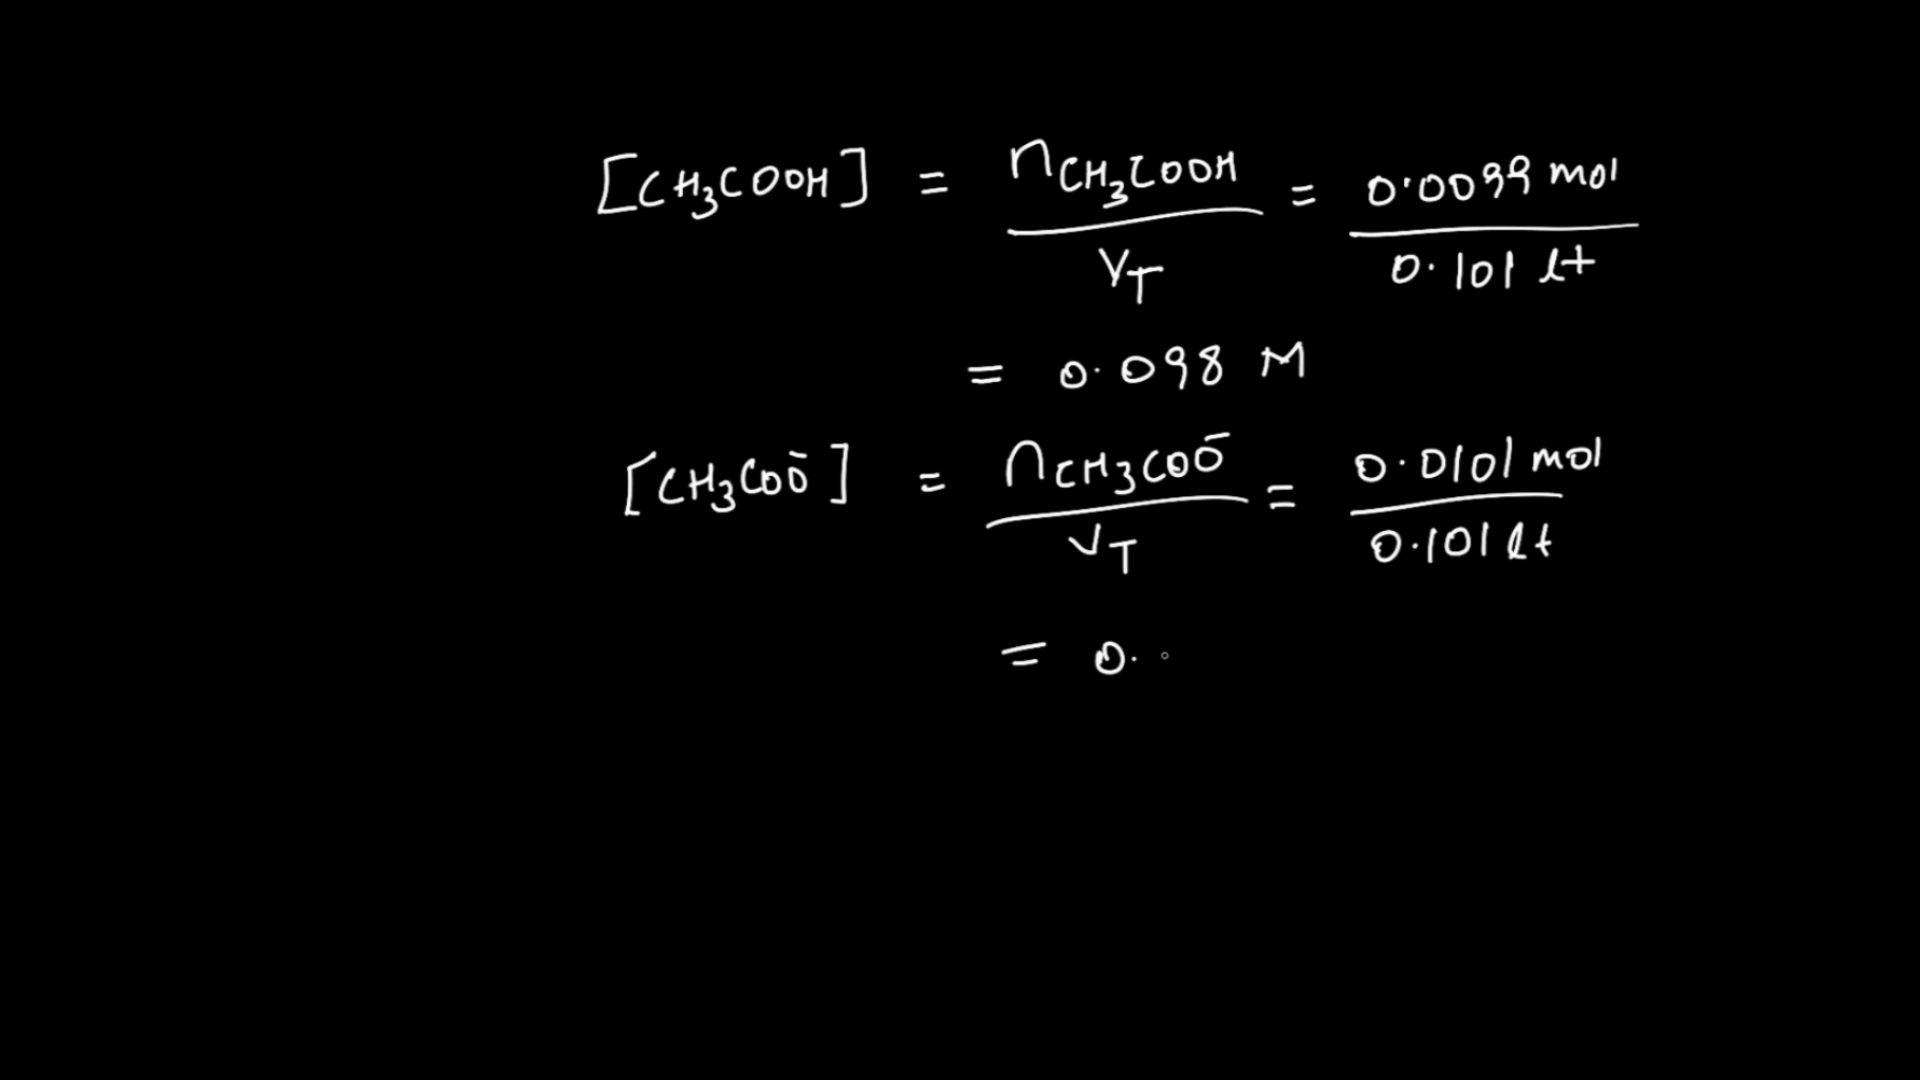 [CH₃COOH] = nCH₃COOH / VT = 0.0099 mol / 0.101 lt
= 0.098 M
[CH₃COO⁻] = nCH₃COO⁻ / VT = 0.0101 mol / 0.101 lt
= 0.